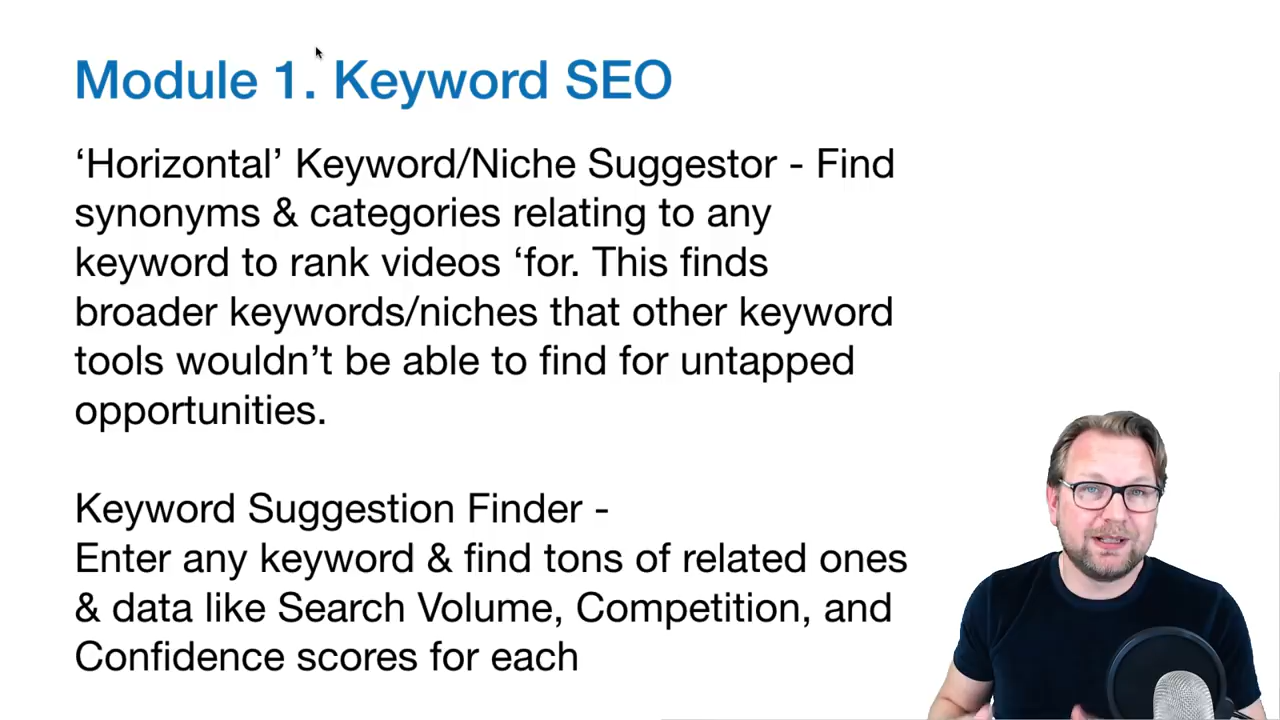 Module 1. Keyword SEO
‘Horizontal’ Keyword/Niche Suggestor - Find
synonyms & categories relating to any
keyword to rank videos ‘for. This finds
broader keywords/niches that other keyword
tools wouldn’t be able to find for untapped
opportunities.
Keyword Suggestion Finder -
Enter any keyword & find tons of related ones
& data like Search Volume, Competition, and
Confidence scores for each